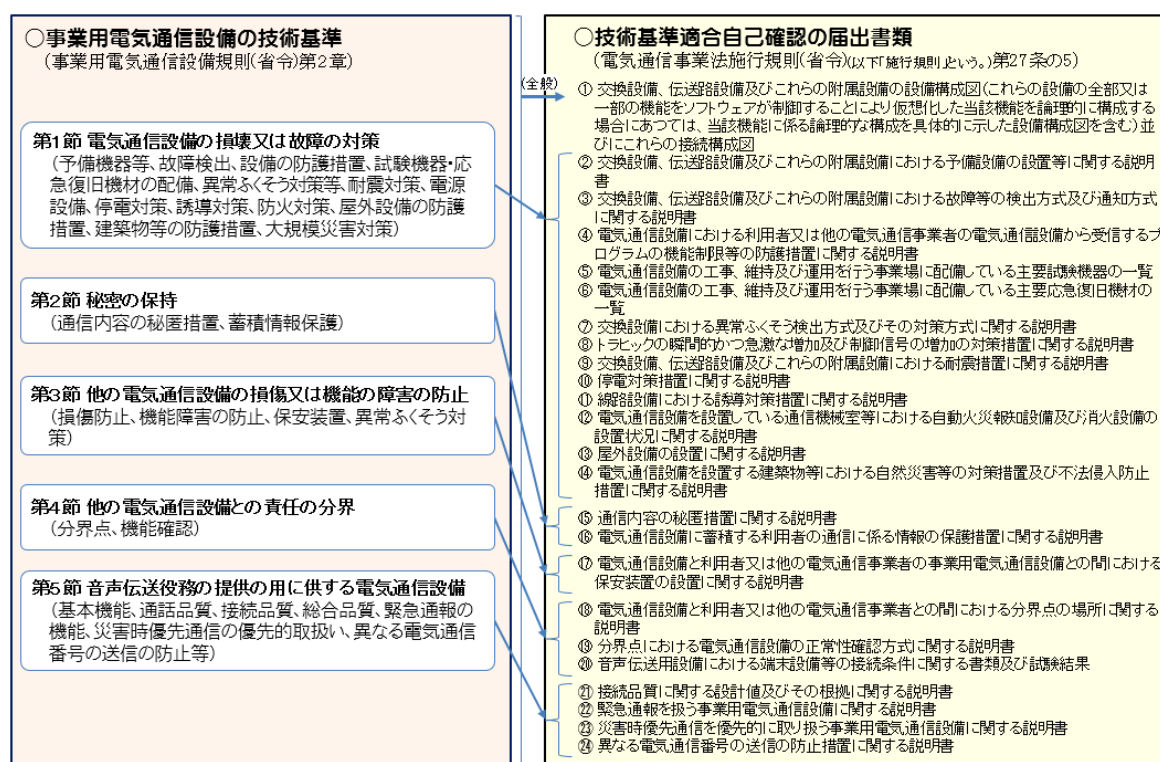 ○事業用電気通信設備の技術基準
(事業用電気通信設備規則(省令)第2章)
第1節 電気通信設備の損壊又は故障の対策
(予備機器等、故障検出、設備の防護措置、試験機器・応
急復旧機材の配備、異常ふくそう対策等、耐震対策、電源
設備、停電対策、誘導対策、防火対策、屋外設備の防護
措置、建築物等の防護措置、大規模災害対策)
第2節 秘密の保持
(通信内容の秘匿措置、蓄積情報保護)
第3節 他の電気通信設備の損傷又は機能の障害の防止
(損傷防止、機能障害の防止、保安装置、異常ふくそう対
策)
第4節 他の電気通信設備との責任の分界
(分界点、機能確認)
第5節 音声伝送役務の提供の用に供する電気通信設備
(基本機能、通話品質、接続品質、総合品質、緊急通報の
機能、災害時優先通信の優先的取扱い、異なる電気通信
番号の送信の防止等)
(全般)
○技術基準適合自己確認の届出書類
(電気通信事業法施行規則(省令)(以下「施行規則」という。)第27条の5)
① 交換設備、伝送路設備及びこれらの附属設備の設備構成図(これらの設備の全部又は
一部の機能をソフトウェアが制御することにより仮想化した当該機能を論理的に構成する
場合にあつては、当該機能に係る論理的な構成を具体的に示した設備構成図を含む)並
びにこれらの接続構成図
② 交換設備、伝送路設備及びこれらの附属設備における予備設備の設置等に関する説明
書
③ 交換設備、伝送路設備及びこれらの附属設備における故障等の検出方式及び通知方式
に関する説明書
④ 電気通信設備における利用者又は他の電気通信事業者の電気通信設備から受信するプ
ログラムの機能制限等の防護措置に関する説明書
⑤ 電気通信設備の工事、維持及び運用を行う事業場に配備している主要試験機器の一覧
⑥ 電気通信設備の工事、維持及び運用を行う事業場に配備している主要応急復旧機材の
一覧
⑦ 交換設備における異常ふくそう検出方式及びその対策方式に関する説明書
⑧ トラヒックの瞬間的かつ急激な増加及び制御信号の増加の対策措置に関する説明書
⑨ 交換設備、伝送路設備及びこれらの附属設備における耐震措置に関する説明書
⑩ 停電対策措置に関する説明書
⑪ 線路設備における誘導対策措置に関する説明書
⑫ 電気通信設備を設置している通信機械室等における自動火災報知設備及び消火設備の
設置状況に関する説明書
⑬ 屋外設備の設置に関する説明書
⑭ 電気通信設備を設置する建築物等における自然災害等の対策措置及び不法侵入防止
措置に関する説明書
⑮ 通信内容の秘匿措置に関する説明書
⑯ 電気通信設備に蓄積する利用者の通信に係る情報の保護措置に関する説明書
⑰ 電気通信設備と利用者又は他の電気通信事業者の事業用電気通信設備との間における
保安装置の設置に関する説明書
⑱ 電気通信設備と利用者又は他の電気通信事業者との間における分界点の場所に関する
説明書
⑲ 分界点における電気通信設備の正常性確認方式に関する説明書
⑳ 音声伝送用設備における端末設備等の接続条件に関する書類及び試験結果
㉑ 接続品質に関する設計値及びその根拠に関する説明書
㉒ 緊急通報を扱う事業用電気通信設備に関する説明書
㉓ 災害時優先通信を優先的に取り扱う事業用電気通信設備に関する説明書
㉔ 異なる電気通信番号の送信の防止措置に関する説明書